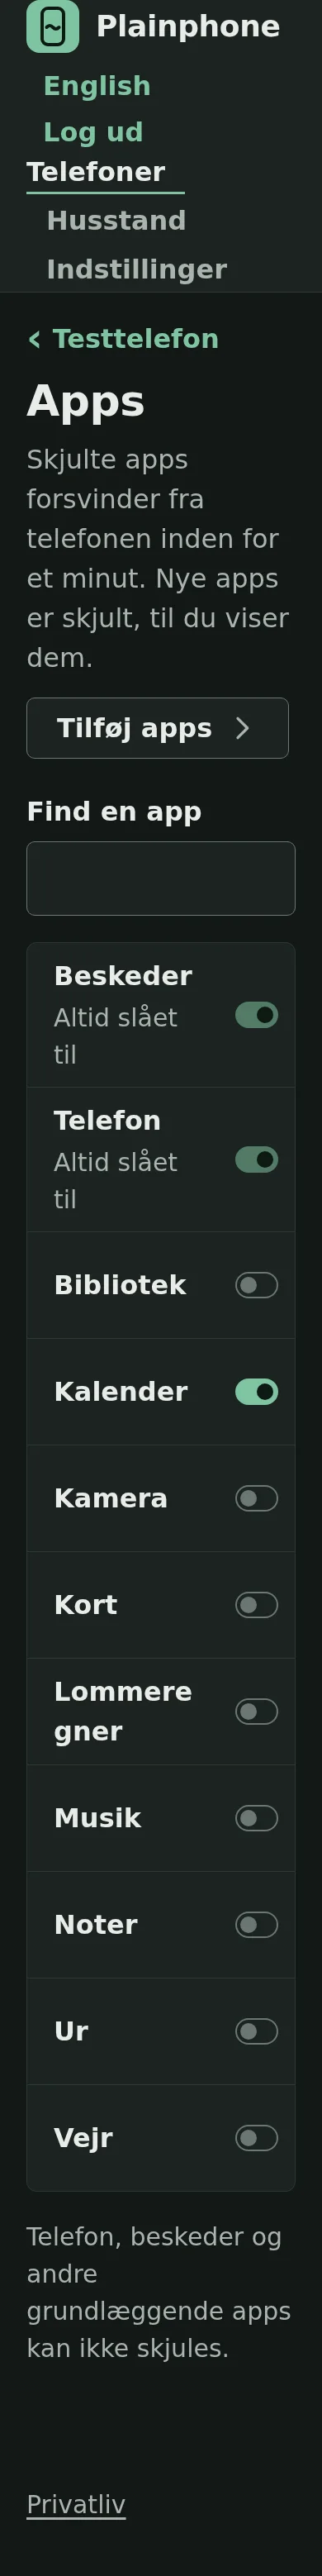 Plainphone
English
Log ud
Telefoner
Husstand
Indstillinger
Testtelefon
Apps
Skjulte apps
forsvinder fra
telefonen inden for
et minut. Nye apps
er skjult, til du viser
dem.
Tilføj apps
Find en app
Beskeder
Altid slået
til
Telefon
Altid slået
til
Bibliotek
Kalender
Kamera
Kort
Lommere
gner
Musik
Noter
Ur
Vejr
Telefon, beskeder og
andre
grundlæggende apps
kan ikke skjules.
Privatliv